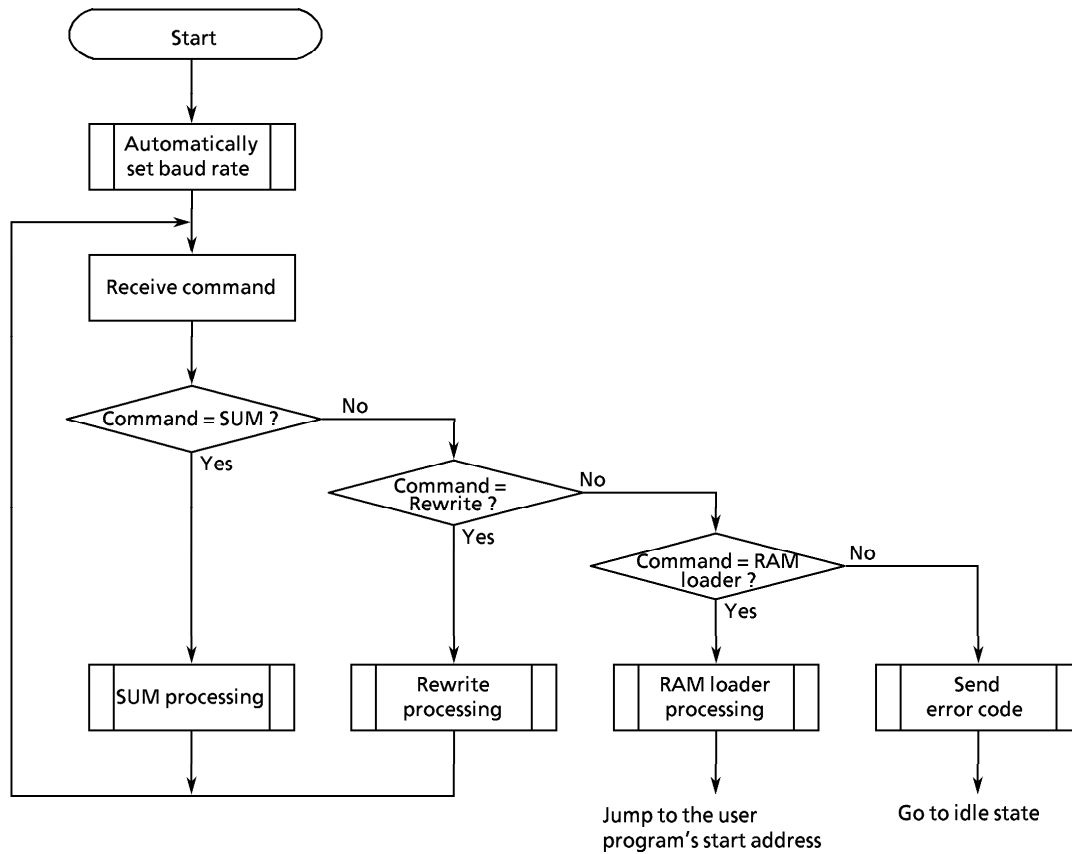 Start
Automatically
set baud rate
Receive command
Command = SUM ?
No
Yes
Command =
Rewrite ?
No
Yes
Command = RAM
loader ?
No
Yes
SUM processing
Rewrite
processing
RAM loader
processing
Send
error code
Jump to the user
program's start address
Go to idle state